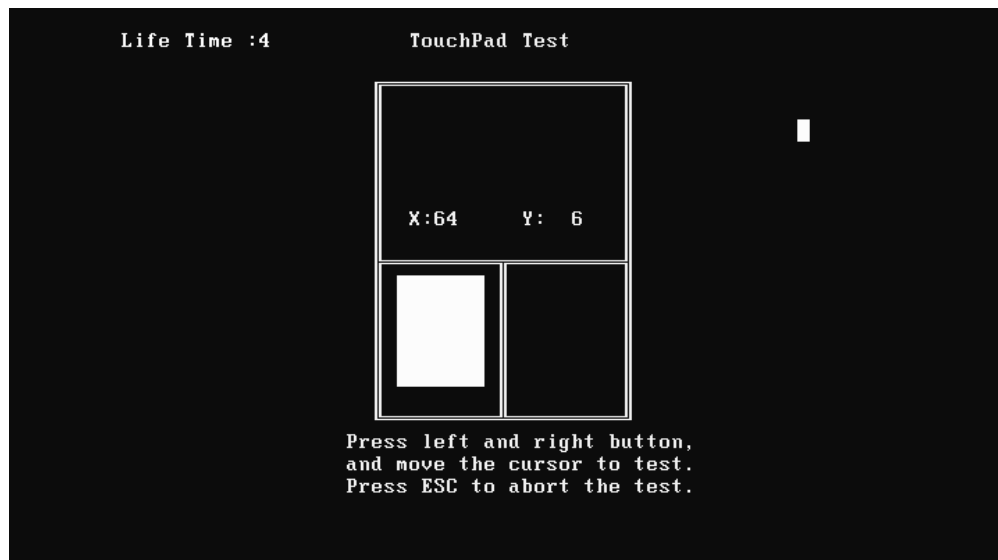 Life Time :4 TouchPad Test
X:64 Y: 6
Press left and right button,
and move the cursor to test.
Press ESC to abort the test.